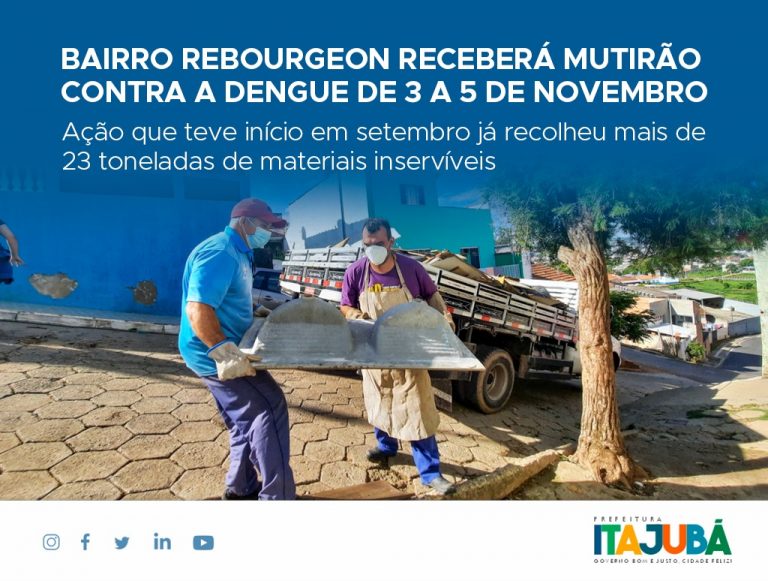 BAIRRO REBOURGEON RECEBERÁ MUTIRÃO
CONTRA A DENGUE DE 3 A 5 DE NOVEMBRO
Ação que teve início em setembro já recolheu mais de
23 toneladas de materiais inservíveis
PREFEITURA
ITAJUBÁ
GOVERNO BOM E JUSTO, CIDADE FELIZ!